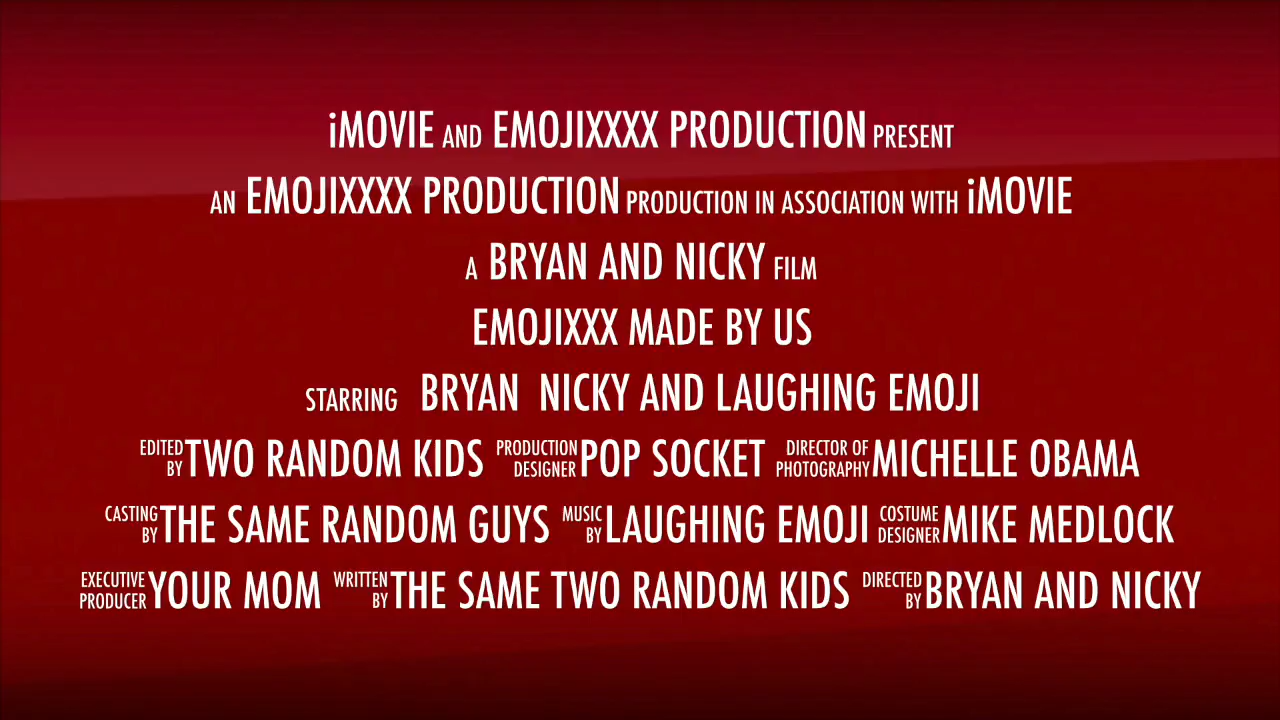 iMOVIE AND EMOJIXXXX PRODUCTION PRESENT
AN EMOJIXXXX PRODUCTION PRODUCTION IN ASSOCIATION WITH iMOVIE
A BRYAN AND NICKY FILM
EMOJIXXX MADE BY US
STARRING BRYAN NICKY AND LAUGHING EMOJI
EDITED BY TWO RANDOM KIDS PRODUCTION DESIGNER POP SOCKET DIRECTOR OF PHOTOGRAPHY MICHELLE OBAMA
CASTING BY THE SAME RANDOM GUYS MUSIC BY LAUGHING EMOJI COSTUME DESIGNER MIKE MEDLOCK
EXECUTIVE PRODUCER YOUR MOM WRITTEN BY THE SAME TWO RANDOM KIDS DIRECTED BY BRYAN AND NICKY